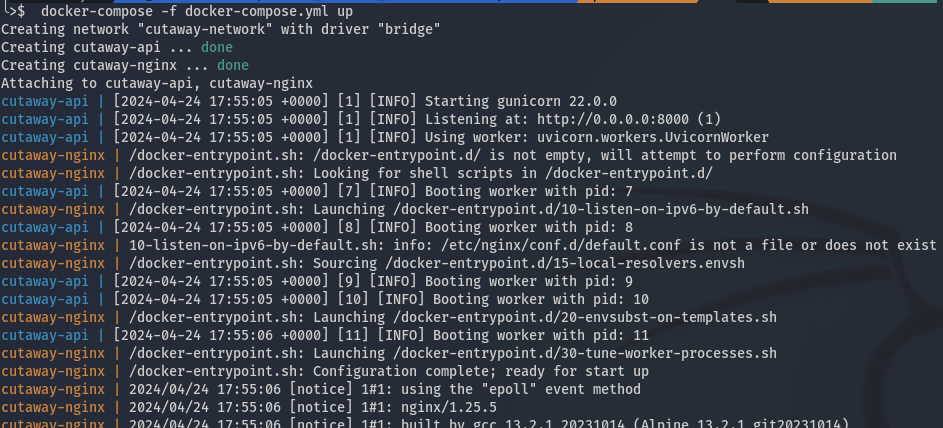 └>$  docker-compose -f docker-compose.yml up
Creating network "cutaway-network" with driver "bridge"
Creating cutaway-api ... done
Creating cutaway-nginx ... done
Attaching to cutaway-api, cutaway-nginx
cutaway-api | [2024-04-24 17:55:05 +0000] [1] [INFO] Starting gunicorn 22.0.0
cutaway-api | [2024-04-24 17:55:05 +0000] [1] [INFO] Listening at: http://0.0.0.0:8000 (1)
cutaway-api | [2024-04-24 17:55:05 +0000] [1] [INFO] Using worker: uvicorn.workers.UvicornWorker
cutaway-nginx | /docker-entrypoint.sh: /docker-entrypoint.d/ is not empty, will attempt to perform configuration
cutaway-nginx | /docker-entrypoint.sh: Looking for shell scripts in /docker-entrypoint.d/
cutaway-api | [2024-04-24 17:55:05 +0000] [7] [INFO] Booting worker with pid: 7
cutaway-nginx | /docker-entrypoint.sh: Launching /docker-entrypoint.d/10-listen-on-ipv6-by-default.sh
cutaway-api | [2024-04-24 17:55:05 +0000] [8] [INFO] Booting worker with pid: 8
cutaway-nginx | 10-listen-on-ipv6-by-default.sh: info: /etc/nginx/conf.d/default.conf is not a file or does not exist
cutaway-nginx | /docker-entrypoint.sh: Sourcing /docker-entrypoint.d/15-local-resolvers.envsh
cutaway-api | [2024-04-24 17:55:05 +0000] [9] [INFO] Booting worker with pid: 9
cutaway-api | [2024-04-24 17:55:05 +0000] [10] [INFO] Booting worker with pid: 10
cutaway-nginx | /docker-entrypoint.sh: Launching /docker-entrypoint.d/20-envsubst-on-templates.sh
cutaway-api | [2024-04-24 17:55:06 +0000] [11] [INFO] Booting worker with pid: 11
cutaway-nginx | /docker-entrypoint.sh: Launching /docker-entrypoint.d/30-tune-worker-processes.sh
cutaway-nginx | /docker-entrypoint.sh: Configuration complete; ready for start up
cutaway-nginx | 2024/04/24 17:55:06 [notice] 1#1: using the "epoll" event method
cutaway-nginx | 2024/04/24 17:55:06 [notice] 1#1: nginx/1.25.5
cutaway-nginx | 2024/04/24 17:55:06 [notice] 1#1: built by gcc 13.2.1 20231014 (Alpine 13.2.1_git20231014)